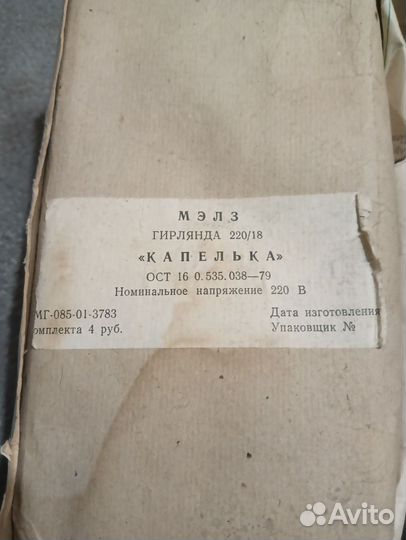 МЭЛЗ
ГИРЛЯНДА 220/18
«КАПЕЛЬКА»
ОСТ 16 0.535.038—79
Номинальное напряжение 220 В
МГ-085-01-3783 Дата изготовления
омплекта 4 руб. Упаковщик №
Avito